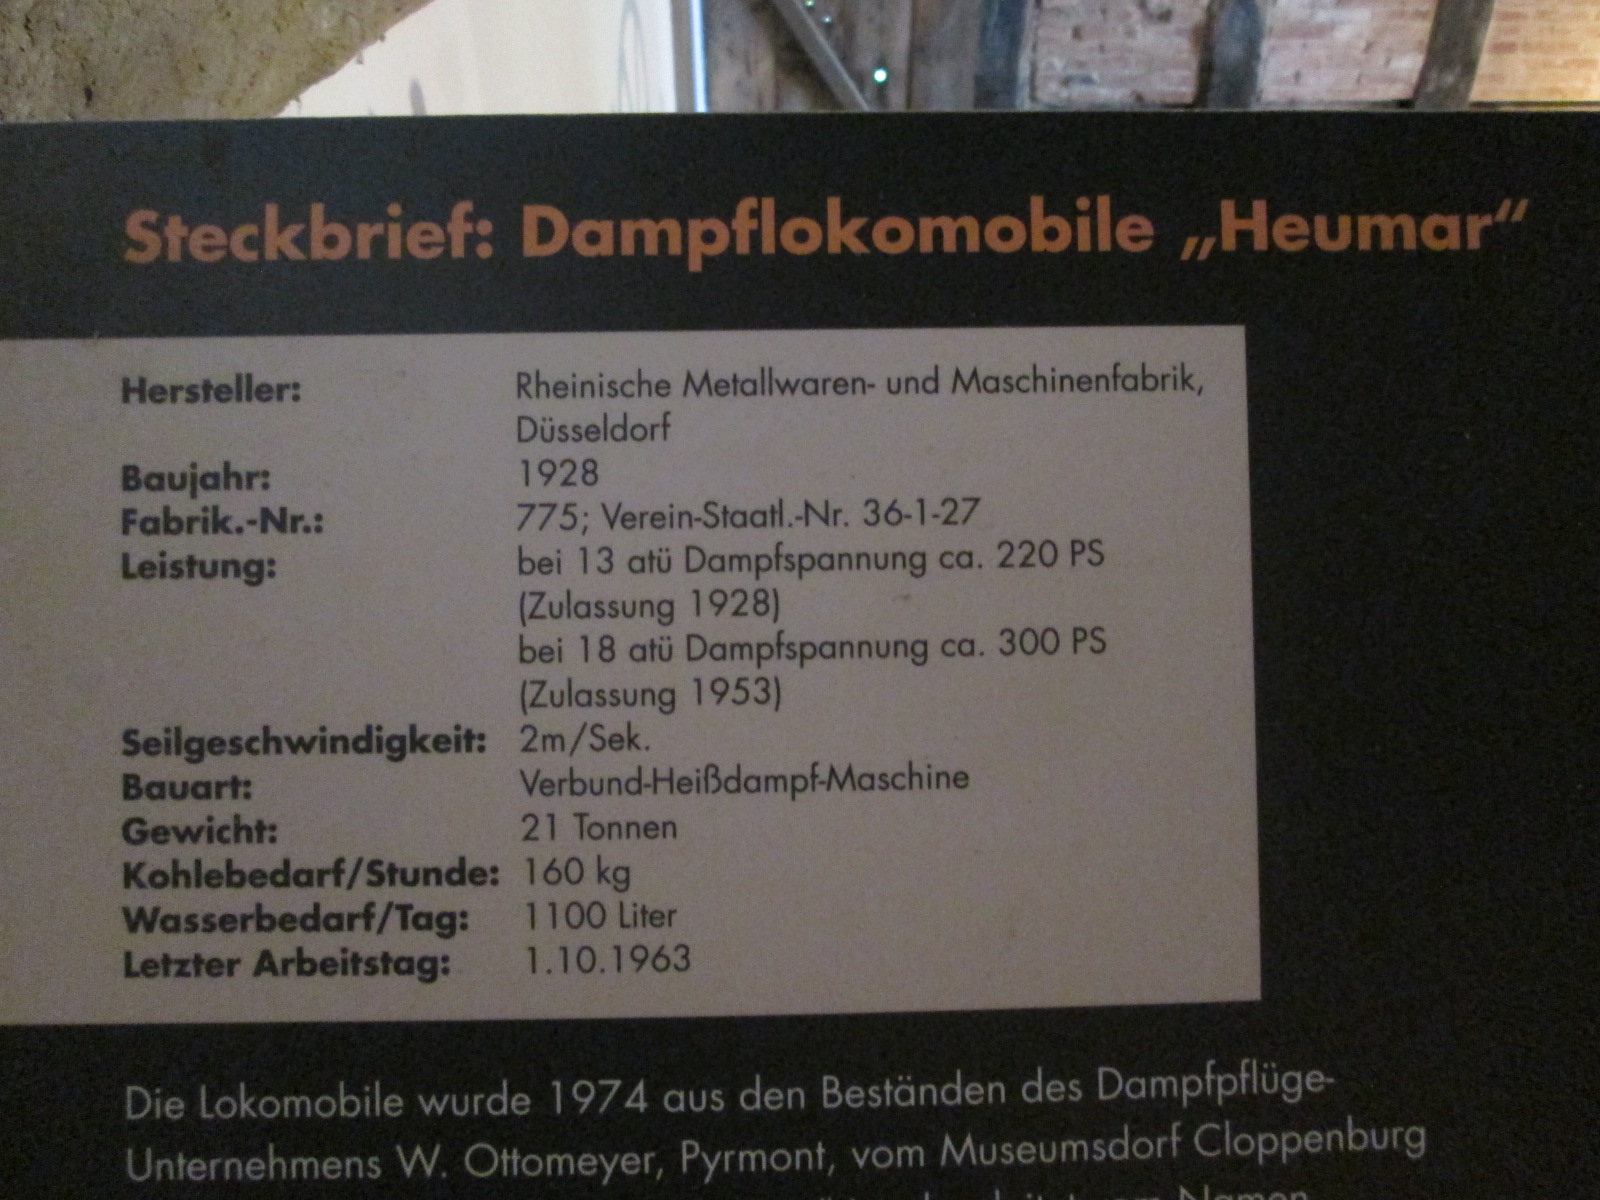 Steckbrief: Dampflokomobile „Heumar“
Hersteller: Rheinische Metallwaren- und Maschinenfabrik,
Düsseldorf
Baujahr: 1928
Fabrik.-Nr.: 775; Verein-Staatl.-Nr. 36-1-27
Leistung: bei 13 atü Dampfspannung ca. 220 PS
(Zulassung 1928)
bei 18 atü Dampfspannung ca. 300 PS
(Zulassung 1953)
Seilgeschwindigkeit: 2m/Sek.
Bauart: Verbund-Heißdampf-Maschine
Gewicht: 21 Tonnen
Kohlebedarf/Stunde: 160 kg
Wasserbedarf/Tag: 1100 Liter
Letzter Arbeitstag: 1.10.1963
Die Lokomobile wurde 1974 aus den Beständen des Dampfpflüge-
Unternehmens W. Ottomeyer, Pyrmont, vom Museumsdorf Cloppenburg
Namen